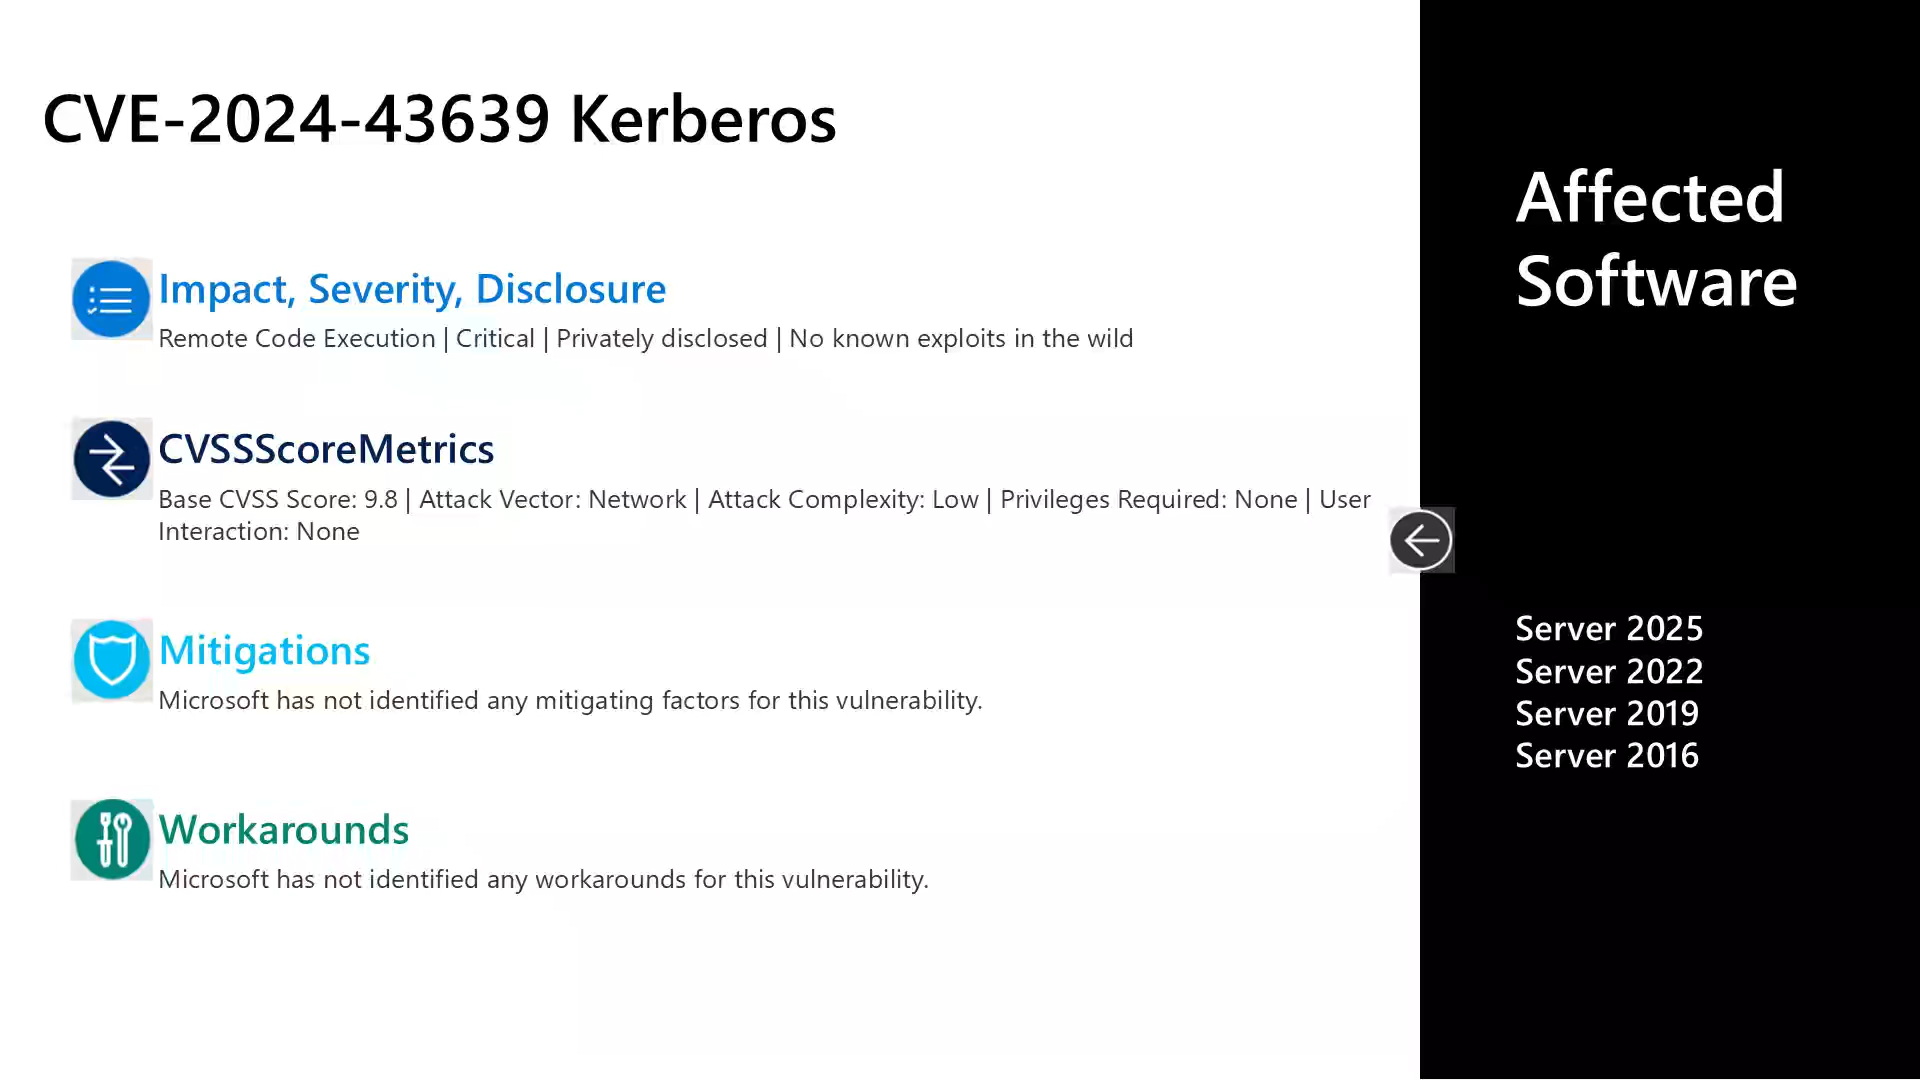 CVE-2024-43639 Kerberos
Impact, Severity, Disclosure
Remote Code Execution | Critical | Privately disclosed | No known exploits in the wild
CVSSScoreMetrics
Base CVSS Score: 9.8 | Attack Vector: Network | Attack Complexity: Low | Privileges Required: None | User
Interaction: None
Mitigations
Microsoft has not identified any mitigating factors for this vulnerability.
Workarounds
Microsoft has not identified any workarounds for this vulnerability.
Affected
Software
Server 2025
Server 2022
Server 2019
Server 2016